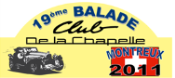 19ème BALADE
Club
De la Chapelle
MONTREUX
2011